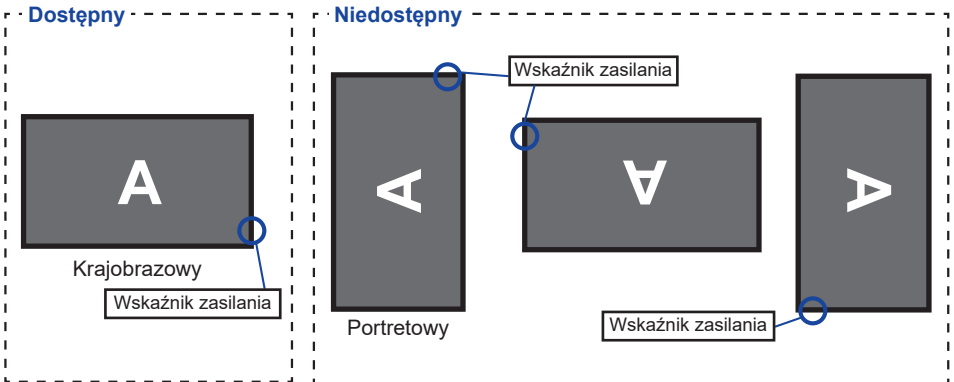 Dostępny
A
Krajobrazowy
Wskaźnik zasilania
Niedostępny
Wskaźnik zasilania
A
A
A
Portretowy
Wskaźnik zasilania